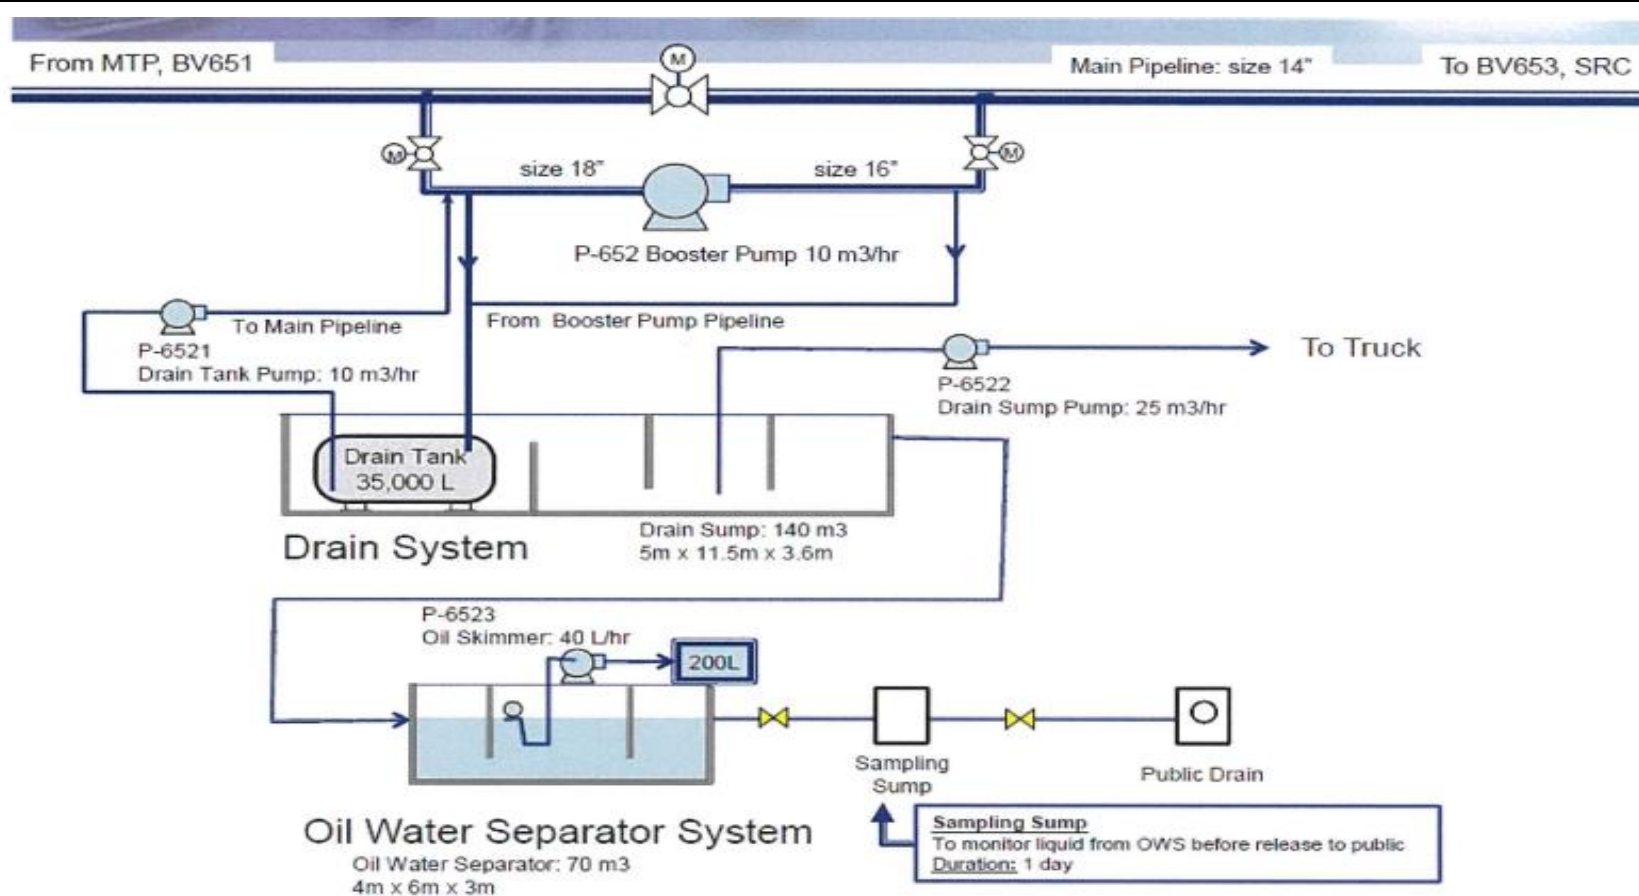 From MTP, BV651
M
Main Pipeline: size 14"
To BV653, SRC
M
size 18"
size 16"
M
P-652 Booster Pump 10 m3/hr
To Main Pipeline
From Booster Pump Pipeline
P-6521
Drain Tank Pump: 10 m3/hr
To Truck
P-6522
Drain Sump Pump: 25 m3/hr
Drain Tank
35,000 L
Drain System
Drain Sump: 140 m3
5m x 11.5m x 3.6m
P-6523
Oil Skimmer: 40 L/hr
200L
Sampling
Sump
Public Drain
Oil Water Separator System
Oil Water Separator: 70 m3
4m x 6m x 3m
Sampling Sump
To monitor liquid from OWS before release to public
Duration: 1 day